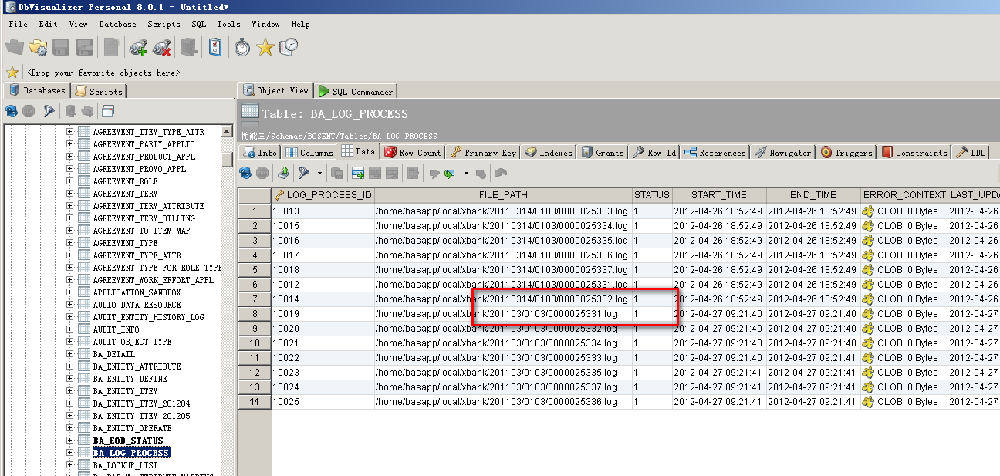 DbVisualizer Personal 8.0.1 - Untitled*
File Edit View Database Scripts SQL Tools Window Help
<Drop your favorite objects here>
Databases Scripts
AGREEMENT_ITEM_TYPE_ATTR
AGREEMENT_PARTY_APPLIC
AGREEMENT_PRODUCT_APPL
AGREEMENT_PROMO_APPL
AGREEMENT_ROLE
AGREEMENT_TERM
AGREEMENT_TERM_ATTRIBUTE
AGREEMENT_TERM_BILLING
AGREEMENT_TO_ITEM_MAP
AGREEMENT_TYPE
AGREEMENT_TYPE_ATTR
AGREEMENT_TYPE_FOR_ROLE_TYPE
AGREEMENT_WORK_EFFORT_APPL
APPLICATION_SANDBOX
AUDIO_DATA_RESOURCE
AUDIT_ENTITY_HISTORY_LOG
AUDIT_INFO
AUDIT_OBJECT_TYPE
BA_DETAIL
BA_ENTITY_ATTRIBUTE
BA_ENTITY_DEFINE
BA_ENTITY_ITEM
BA_ENTITY_ITEM_201204
BA_ENTITY_ITEM_201205
BA_ENTITY_OPERATE
BA_EOD_STATUS
BA_LOG_PROCESS
BA_LOOKUP_LIST
Object View SQL Commander
Table: BA_LOG_PROCESS
性能三/Schemas/BOSENT/Tables/BA_LOG_PROCESS
Info Columns Data Row Count Primary Key Indexes Grants Row Id References Navigator Triggers Constraints DDL
LOG_PROCESS_ID FILE_PATH STATUS START_TIME END_TIME ERROR_CONTEXT LAST_UPDA
1 10013 /home/basapp/local/xbank/20110314/0103/0000025333.log 1 2012-04-26 18:52:49 2012-04-26 18:52:49 CLOB, 0 Bytes 2012-04-26
2 10015 /home/basapp/local/xbank/20110314/0103/0000025334.log 1 2012-04-26 18:52:49 2012-04-26 18:52:49 CLOB, 0 Bytes 2012-04-26
3 10016 /home/basapp/local/xbank/20110314/0103/0000025335.log 1 2012-04-26 18:52:49 2012-04-26 18:52:49 CLOB, 0 Bytes 2012-04-26
4 10017 /home/basapp/local/xbank/20110314/0103/0000025336.log 1 2012-04-26 18:52:49 2012-04-26 18:52:49 CLOB, 0 Bytes 2012-04-26
5 10018 /home/basapp/local/xbank/20110314/0103/0000025337.log 1 2012-04-26 18:52:49 2012-04-26 18:52:49 CLOB, 0 Bytes 2012-04-26
6 10012 /home/basapp/local/xbank/20110314/0103/0000025331.log 1 2012-04-26 18:52:49 2012-04-26 18:52:49 CLOB, 0 Bytes 2012-04-26
7 10014 /home/basapp/local/xbank/20110314/0103/0000025332.log 1 2012-04-26 18:52:49 2012-04-26 18:52:49 CLOB, 0 Bytes 2012-04-26
8 10019 /home/basapp/local/xbank/201103/0103/0000025331.log 1 2012-04-27 09:21:40 2012-04-27 09:21:40 CLOB, 0 Bytes 2012-04-27
9 10020 /home/basapp/local/xbank/201103/0103/0000025332.log 1 2012-04-27 09:21:40 2012-04-27 09:21:40 CLOB, 0 Bytes 2012-04-27
10 10021 /home/basapp/local/xbank/201103/0103/0000025334.log 1 2012-04-27 09:21:40 2012-04-27 09:21:41 CLOB, 0 Bytes 2012-04-27
11 10022 /home/basapp/local/xbank/201103/0103/0000025333.log 1 2012-04-27 09:21:40 2012-04-27 09:21:41 CLOB, 0 Bytes 2012-04-27
12 10023 /home/basapp/local/xbank/201103/0103/0000025335.log 1 2012-04-27 09:21:41 2012-04-27 09:21:41 CLOB, 0 Bytes 2012-04-27
13 10024 /home/basapp/local/xbank/201103/0103/0000025337.log 1 2012-04-27 09:21:41 2012-04-27 09:21:41 CLOB, 0 Bytes 2012-04-27
14 10025 /home/basapp/local/xbank/201103/0103/0000025336.log 1 2012-04-27 09:21:41 2012-04-27 09:21:41 CLOB, 0 Bytes 2012-04-27